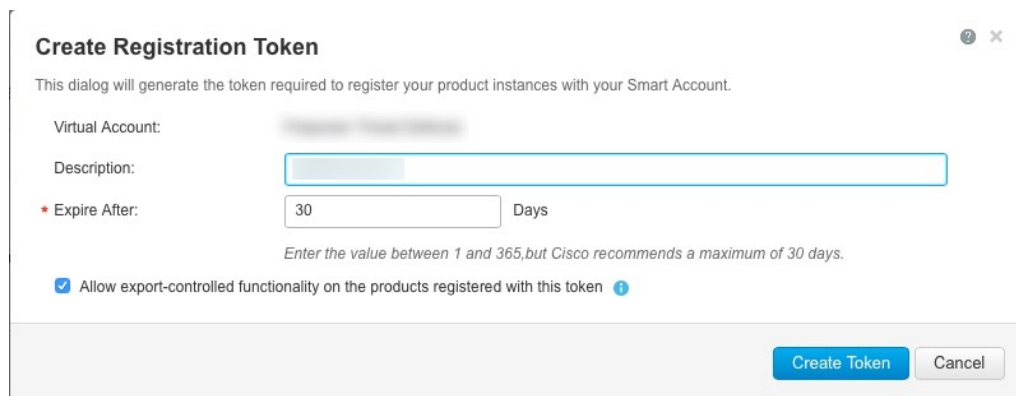 Create Registration Token
This dialog will generate the token required to register your product instances with your Smart Account.
Virtual Account:
Description:
* Expire After: 30 Days
Enter the value between 1 and 365,but Cisco recommends a maximum of 30 days.
Allow export-controlled functionality on the products registered with this token
Create Token Cancel